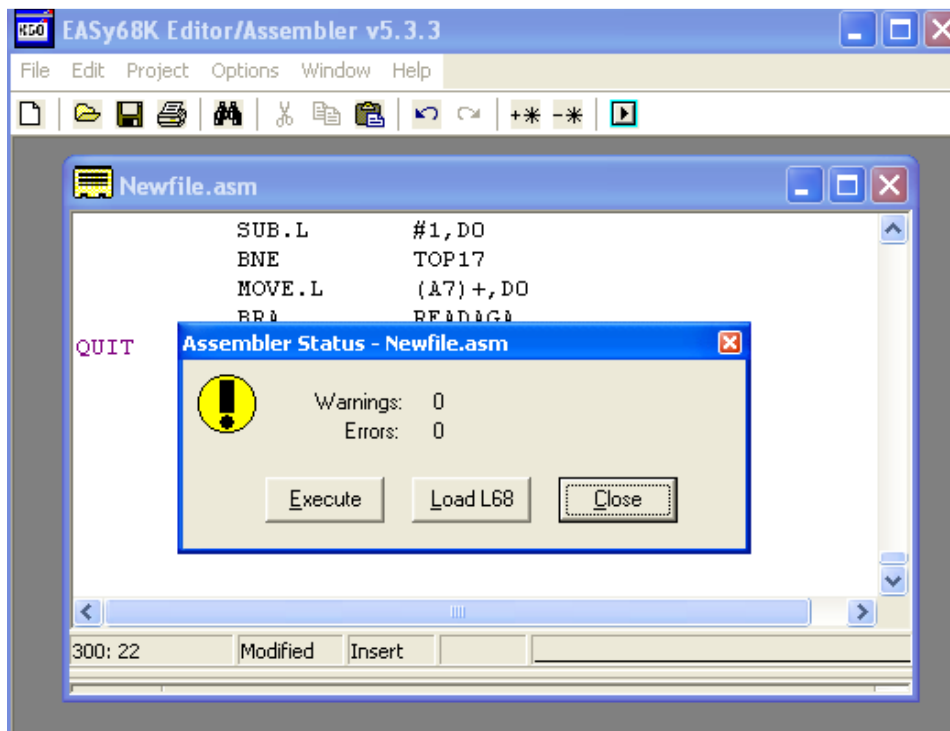 EASy68K Editor/Assembler v5.3.3
File Edit Project Options Window Help
Newfile.asm
SUB.L #1,D0
BNE TOP17
MOVE.L (A7)+,D0
BRA READAGA
QUIT
Assembler Status - Newfile.asm
Warnings: 0
Errors: 0
Execute Load L68 Close
300: 22 Modified Insert